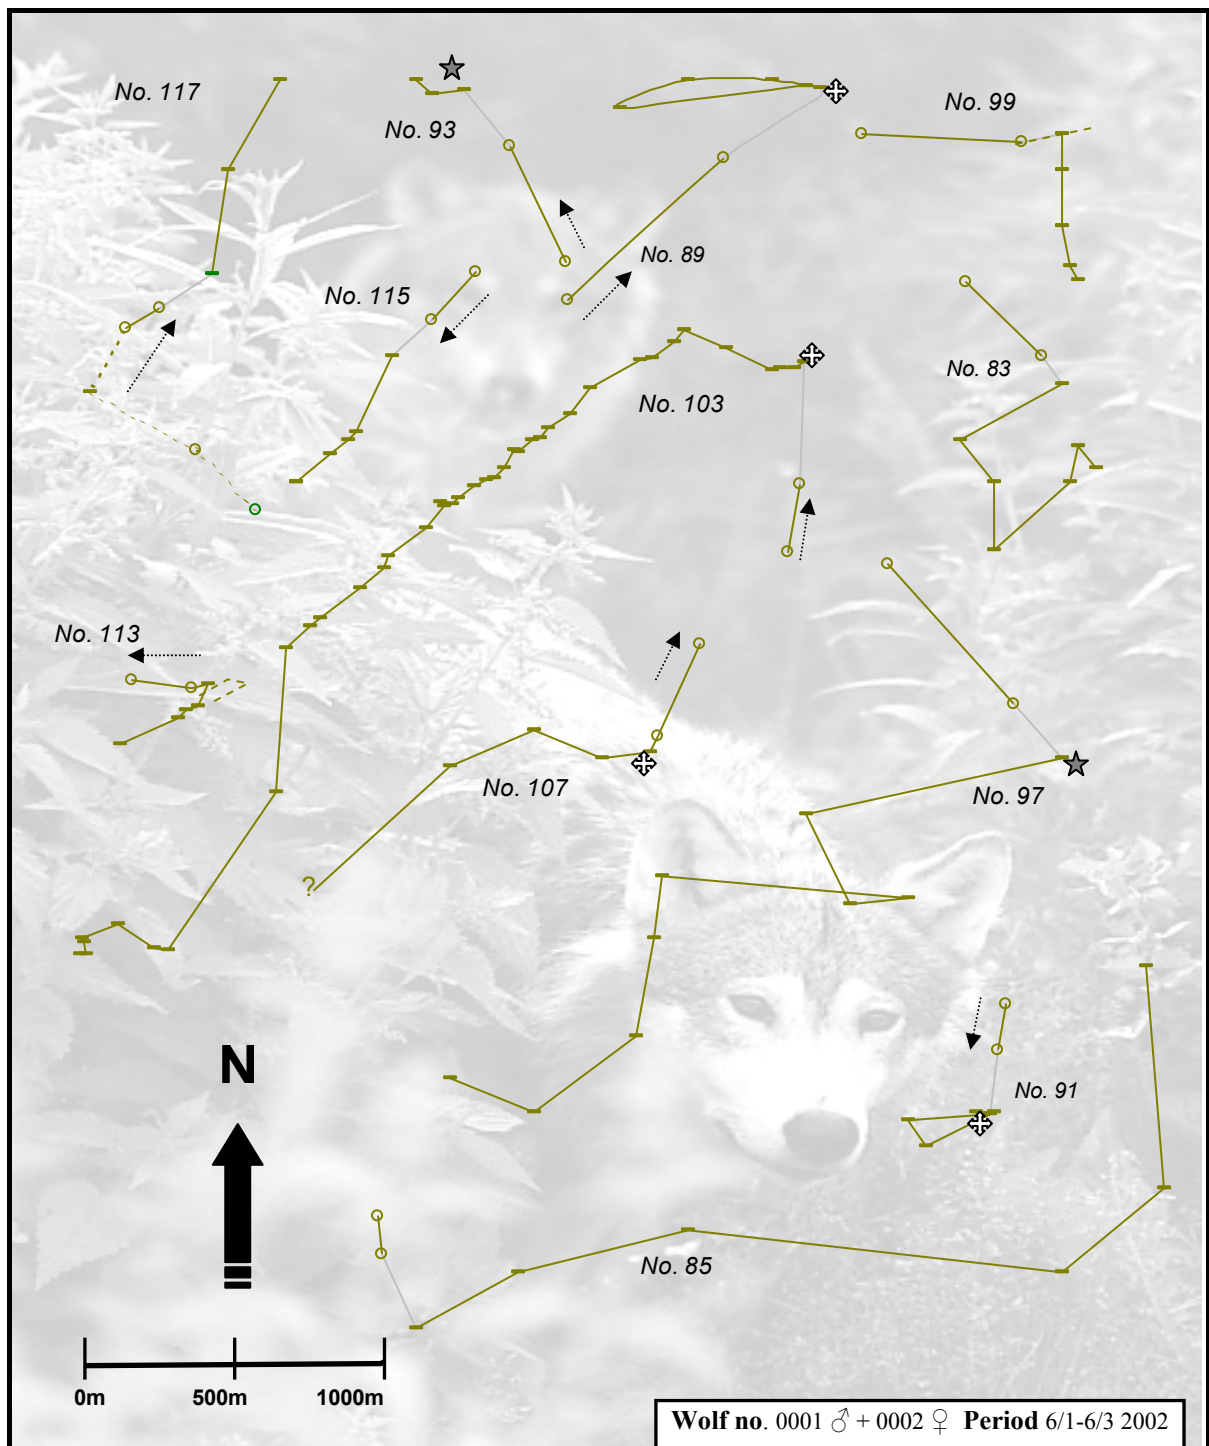 No. 117
No. 93
No. 99
No. 89
No. 115
No. 83
No. 103
No. 113
No. 107
No. 97
?
N
No. 91
No. 85
0m 500m 1000m
Wolf no. 0001 ♂ + 0002 ♀ Period 6/1-6/3 2002